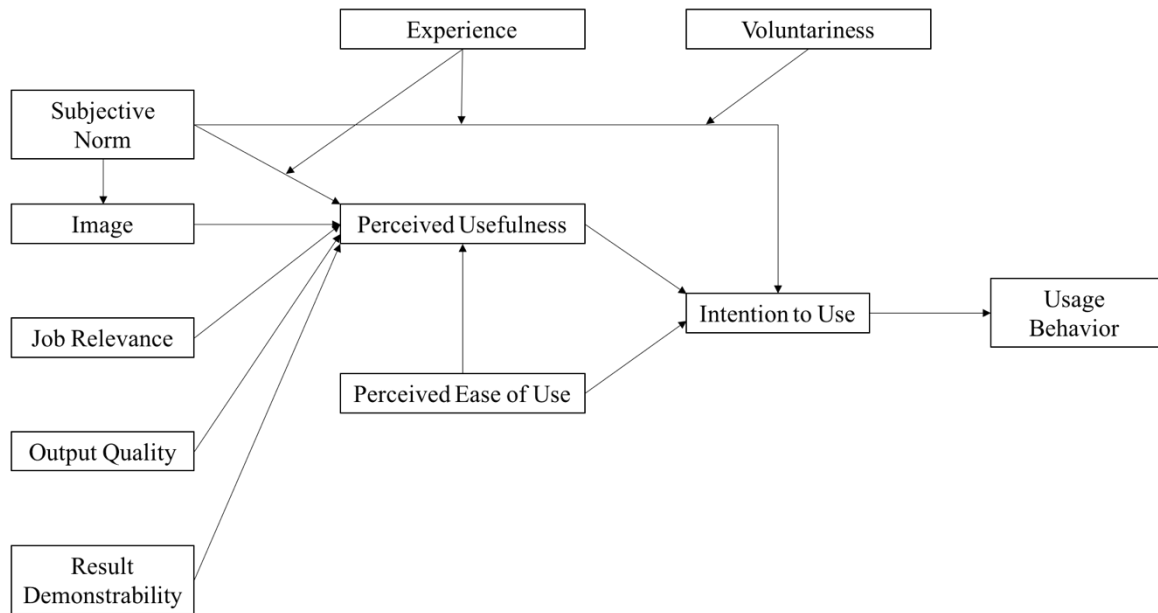 Experience
Voluntariness
Subjective
Norm
Image
Perceived Usefulness
Job Relevance
Intention to Use
Usage
Behavior
Perceived Ease of Use
Output Quality
Result
Demonstrability